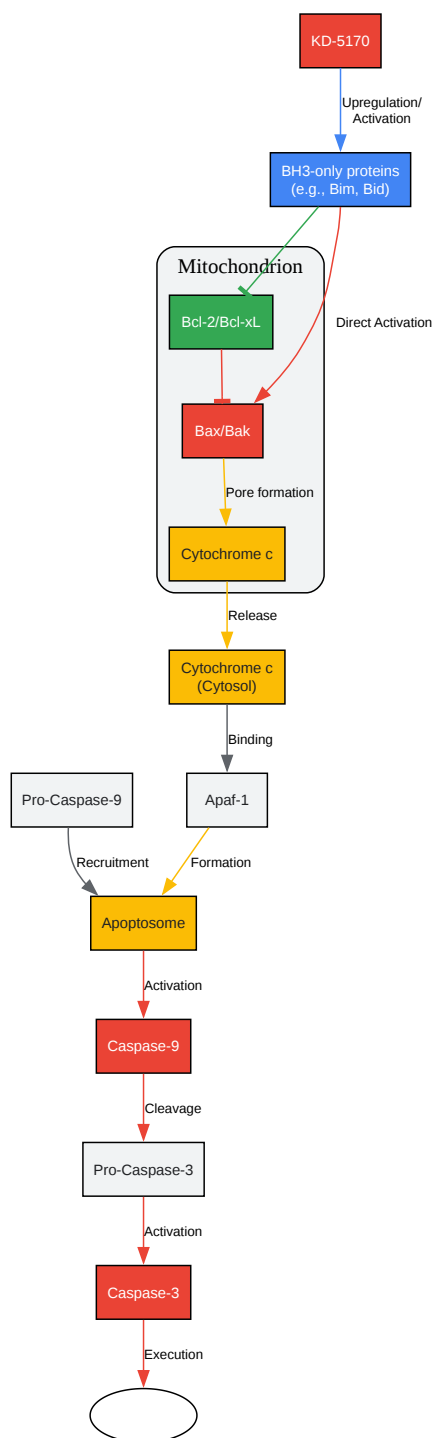 KD-5170
Upregulation/
Activation
BH3-only proteins
(e.g., Bim, Bid)
Mitochondrion
Bcl-2/Bcl-xL
Direct Activation
Bax/Bak
Pore formation
Cytochrome c
Release
Cytochrome c
(Cytosol)
Binding
Pro-Caspase-9
Apaf-1
Recruitment
Formation
Apoptosome
Activation
Caspase-9
Cleavage
Pro-Caspase-3
Activation
Caspase-3
Execution